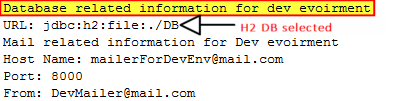 Database related information for dev evoirment
URL: jdbc:h2:file:./DB H2 DB selected
Mail related information for Dev evoirment
Host Name: mailerForDevEnv@mail.com
Port: 8000
From: DevMailer@mail.com